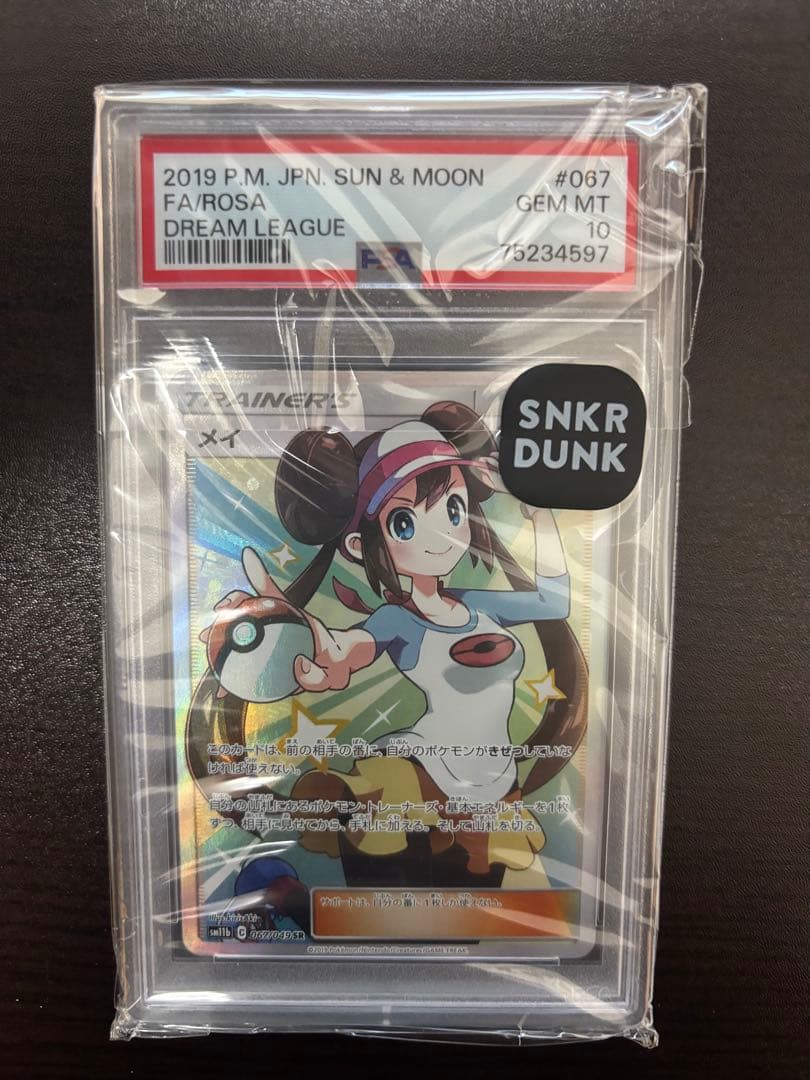 2019 P.M. JPN. SUN & MOON #067
FA/ROSA GEM MT
DREAM LEAGUE 10
PSA 75234597
SNKR
DUNK
TRAINER'S
メイ
このカードは、前の相手の番に、自分のポケモンがきぜつしていな
ければ使えない。
自分の山札にあるポケモン・トレーナーズ・基本エネルギーを1枚
ずつ、相手に見せてから、手札に加える。そして山札を切る。
サポートは、自分の番に1枚しか使えない。
Illus. kirisAki
sm11b C 067/049 SR
©2019 Pokémon/Nintendo/Creatures/GAME FREAK